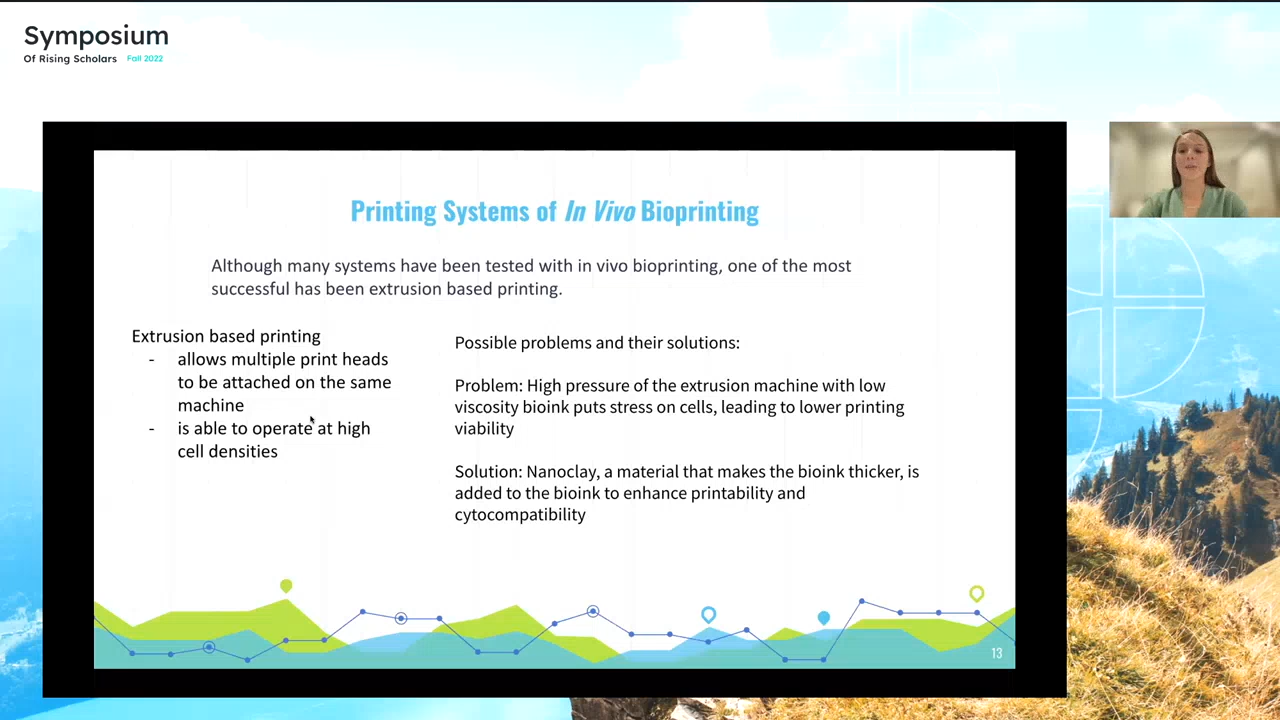 Symposium
Of Rising Scholars Fall 2022
Printing Systems of In Vivo Bioprinting
Although many systems have been tested with in vivo bioprinting, one of the most
successful has been extrusion based printing.
Extrusion based printing
- allows multiple print heads
to be attached on the same
machine
- is able to operate at high
cell densities
Possible problems and their solutions:
Problem: High pressure of the extrusion machine with low
viscosity bioink puts stress on cells, leading to lower printing
viability
Solution: Nanoclay, a material that makes the bioink thicker, is
added to the bioink to enhance printability and
cytocompatibility
13